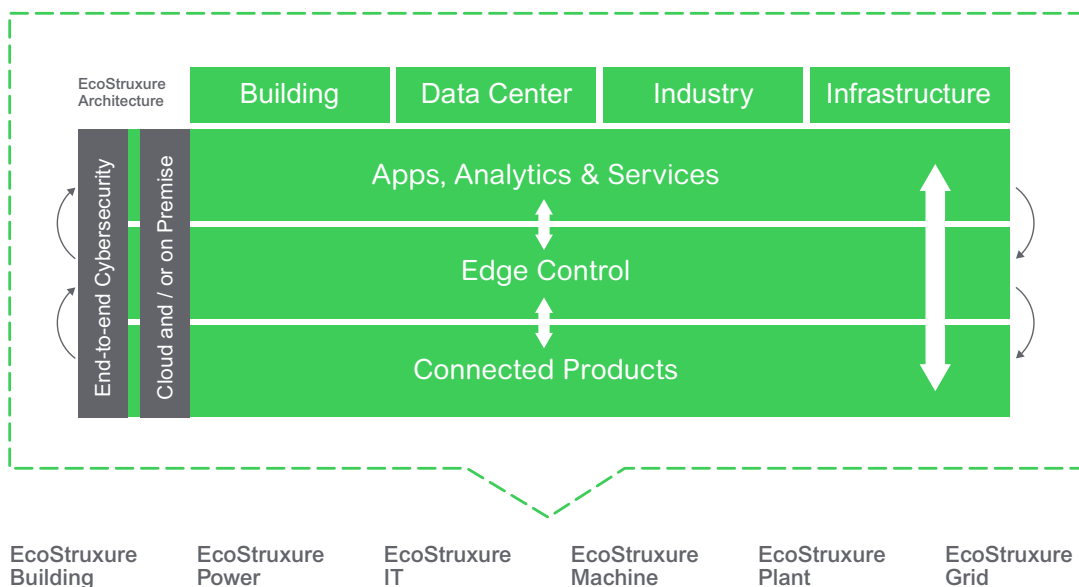 EcoStruxure
Architecture
Building
Data Center
Industry
Infrastructure
End-to-end Cybersecurity
Cloud and / or on Premise
Apps, Analytics & Services
Edge Control
Connected Products
EcoStruxure
Building
EcoStruxure
Power
EcoStruxure
IT
EcoStruxure
Machine
EcoStruxure
Plant
EcoStruxure
Grid